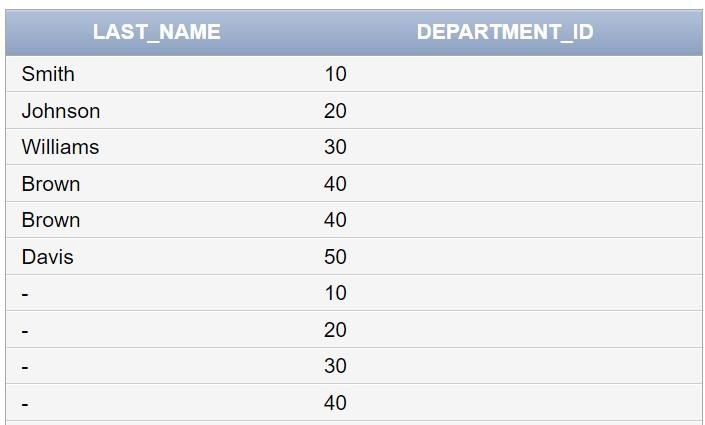 LAST_NAME DEPARTMENT_ID
Smith 10
Johnson 20
Williams 30
Brown 40
Brown 40
Davis 50
- 10
- 20
- 30
- 40